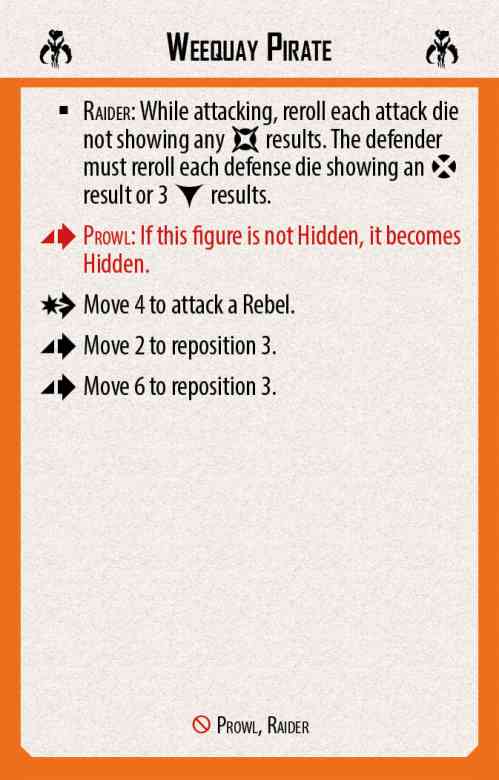 WEEQUAY PIRATE
▪ RAIDER: While attacking, reroll each attack die
not showing any results. The defender
must reroll each defense die showing an
result or 3 results.
PROWL: If this figure is not Hidden, it becomes
Hidden.
Move 4 to attack a Rebel.
Move 2 to reposition 3.
Move 6 to reposition 3.
PROWL, RAIDER